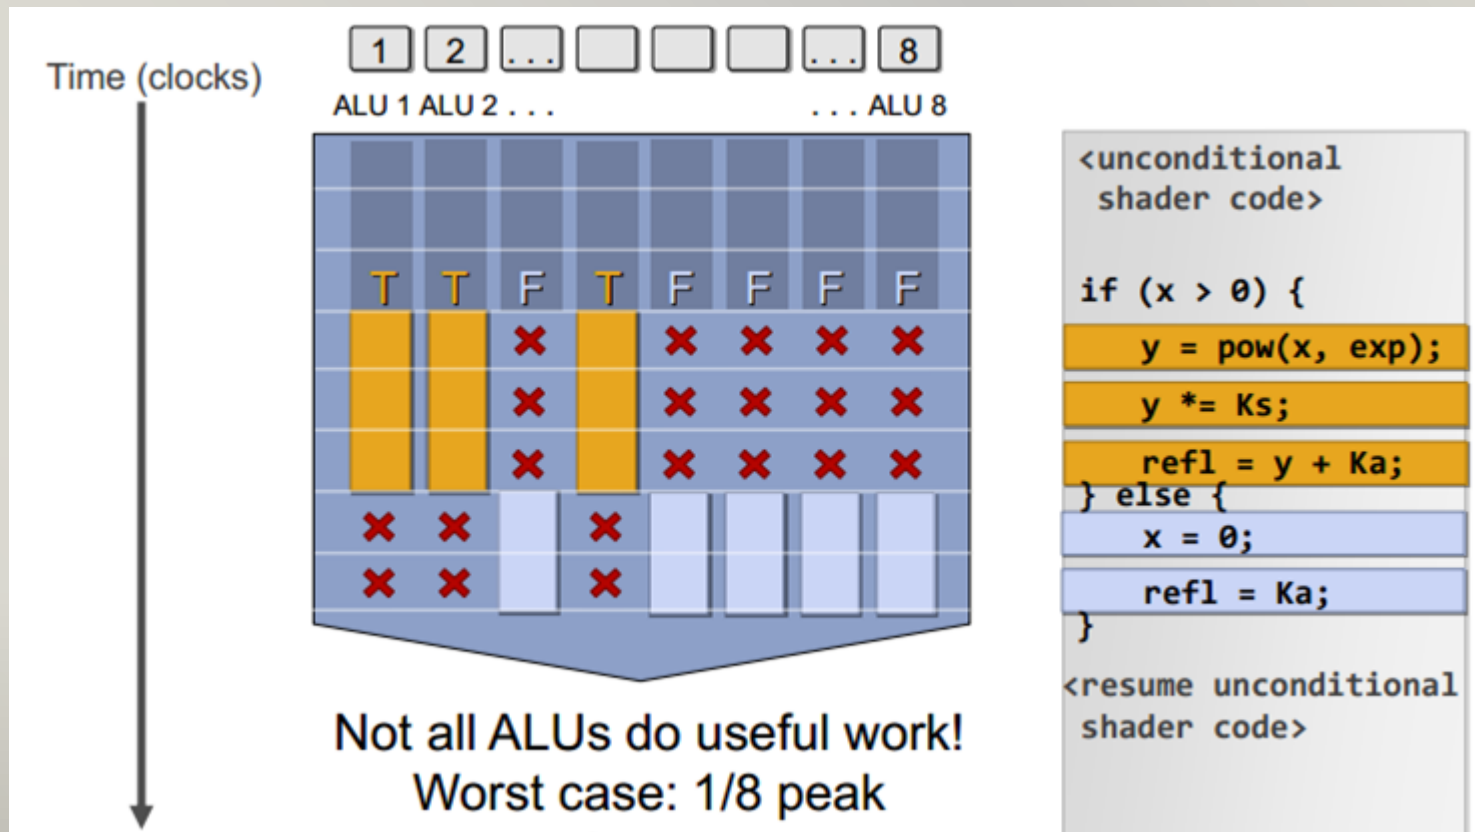 Time (clocks)
1 2 ... ... 8
ALU 1 ALU 2 . . . . . . ALU 8
T T F T F F F F
Not all ALUs do useful work!
Worst case: 1/8 peak
<unconditional
shader code>
if (x > 0) {
y = pow(x, exp);
y *= Ks;
refl = y + Ka;
} else {
x = 0;
refl = Ka;
}
<resume unconditional
shader code>